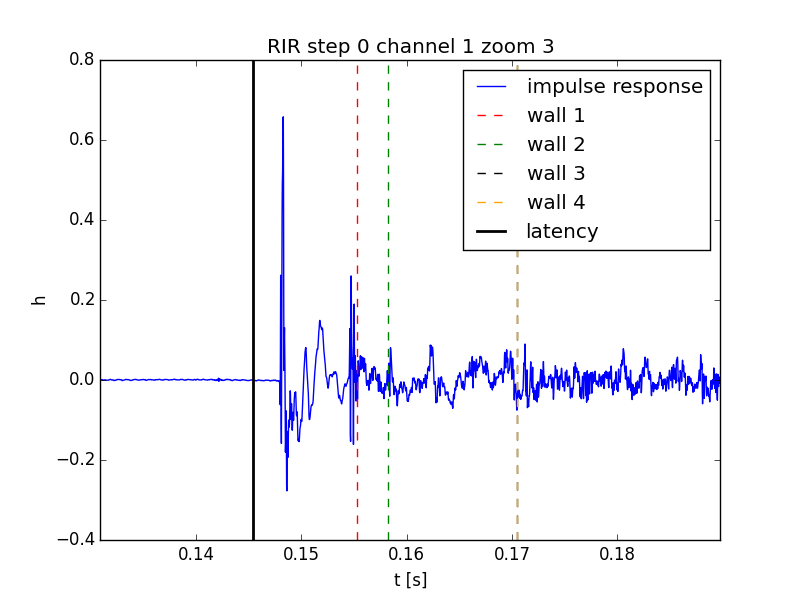 RIR step 0 channel 1 zoom 3
0.8
0.6
0.4
0.2
0.0
−0.2
−0.4
h
impulse response
wall 1
wall 2
wall 3
wall 4
latency
0.14
0.15
0.16
0.17
0.18
t [s]